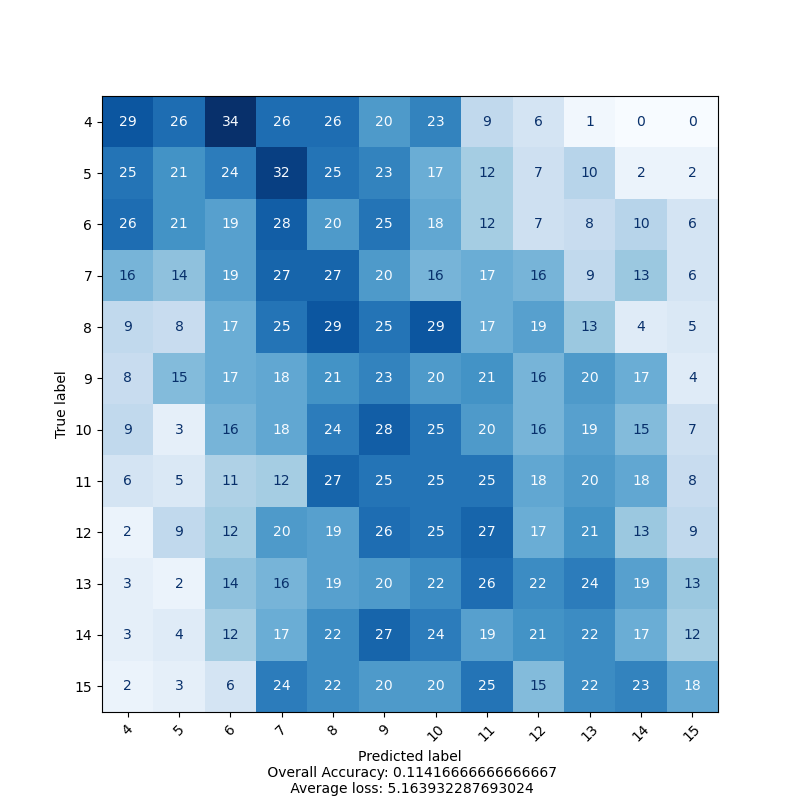 4 29 26 34 26 26 20 23 9 6 1 0 0
5 25 21 24 32 25 23 17 12 7 10 2 2
6 26 21 19 28 20 25 18 12 7 8 10 6
7 16 14 19 27 27 20 16 17 16 9 13 6
8 9 8 17 25 29 25 29 17 19 13 4 5
9 8 15 17 18 21 23 20 21 16 20 17 4
True label
10 9 3 16 18 24 28 25 20 16 19 15 7
11 6 5 11 12 27 25 25 25 18 20 18 8
12 2 9 12 20 19 26 25 27 17 21 13 9
13 3 2 14 16 19 20 22 26 22 24 19 13
14 3 4 12 17 22 27 24 19 21 22 17 12
15 2 3 6 24 22 20 20 25 15 22 23 18
4 5 6 7 8 9 10 11 12 13 14 15
Predicted label
Overall Accuracy: 0.11416666666666667
Average loss: 5.163932287693024